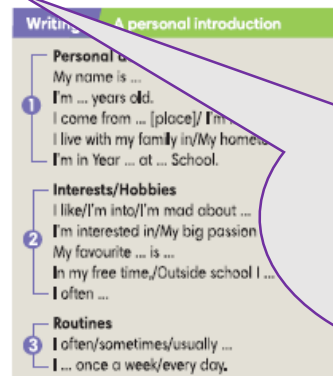 Writing A personal introduction
Personal
My name is ...
I'm ... years old.
I come from ... [place]/ I'm
I live with my family in/My
I'm in Year ... at ... School.
1
Interests/Hobbies
I like/I'm into/I'm mad about ...
I'm interested in/My big passion
My favourite ... is ...
In my free time,/Outside school I ...
I often ...
2
Routines
I often/sometimes/usually ...
I ... once a week/every day.
3